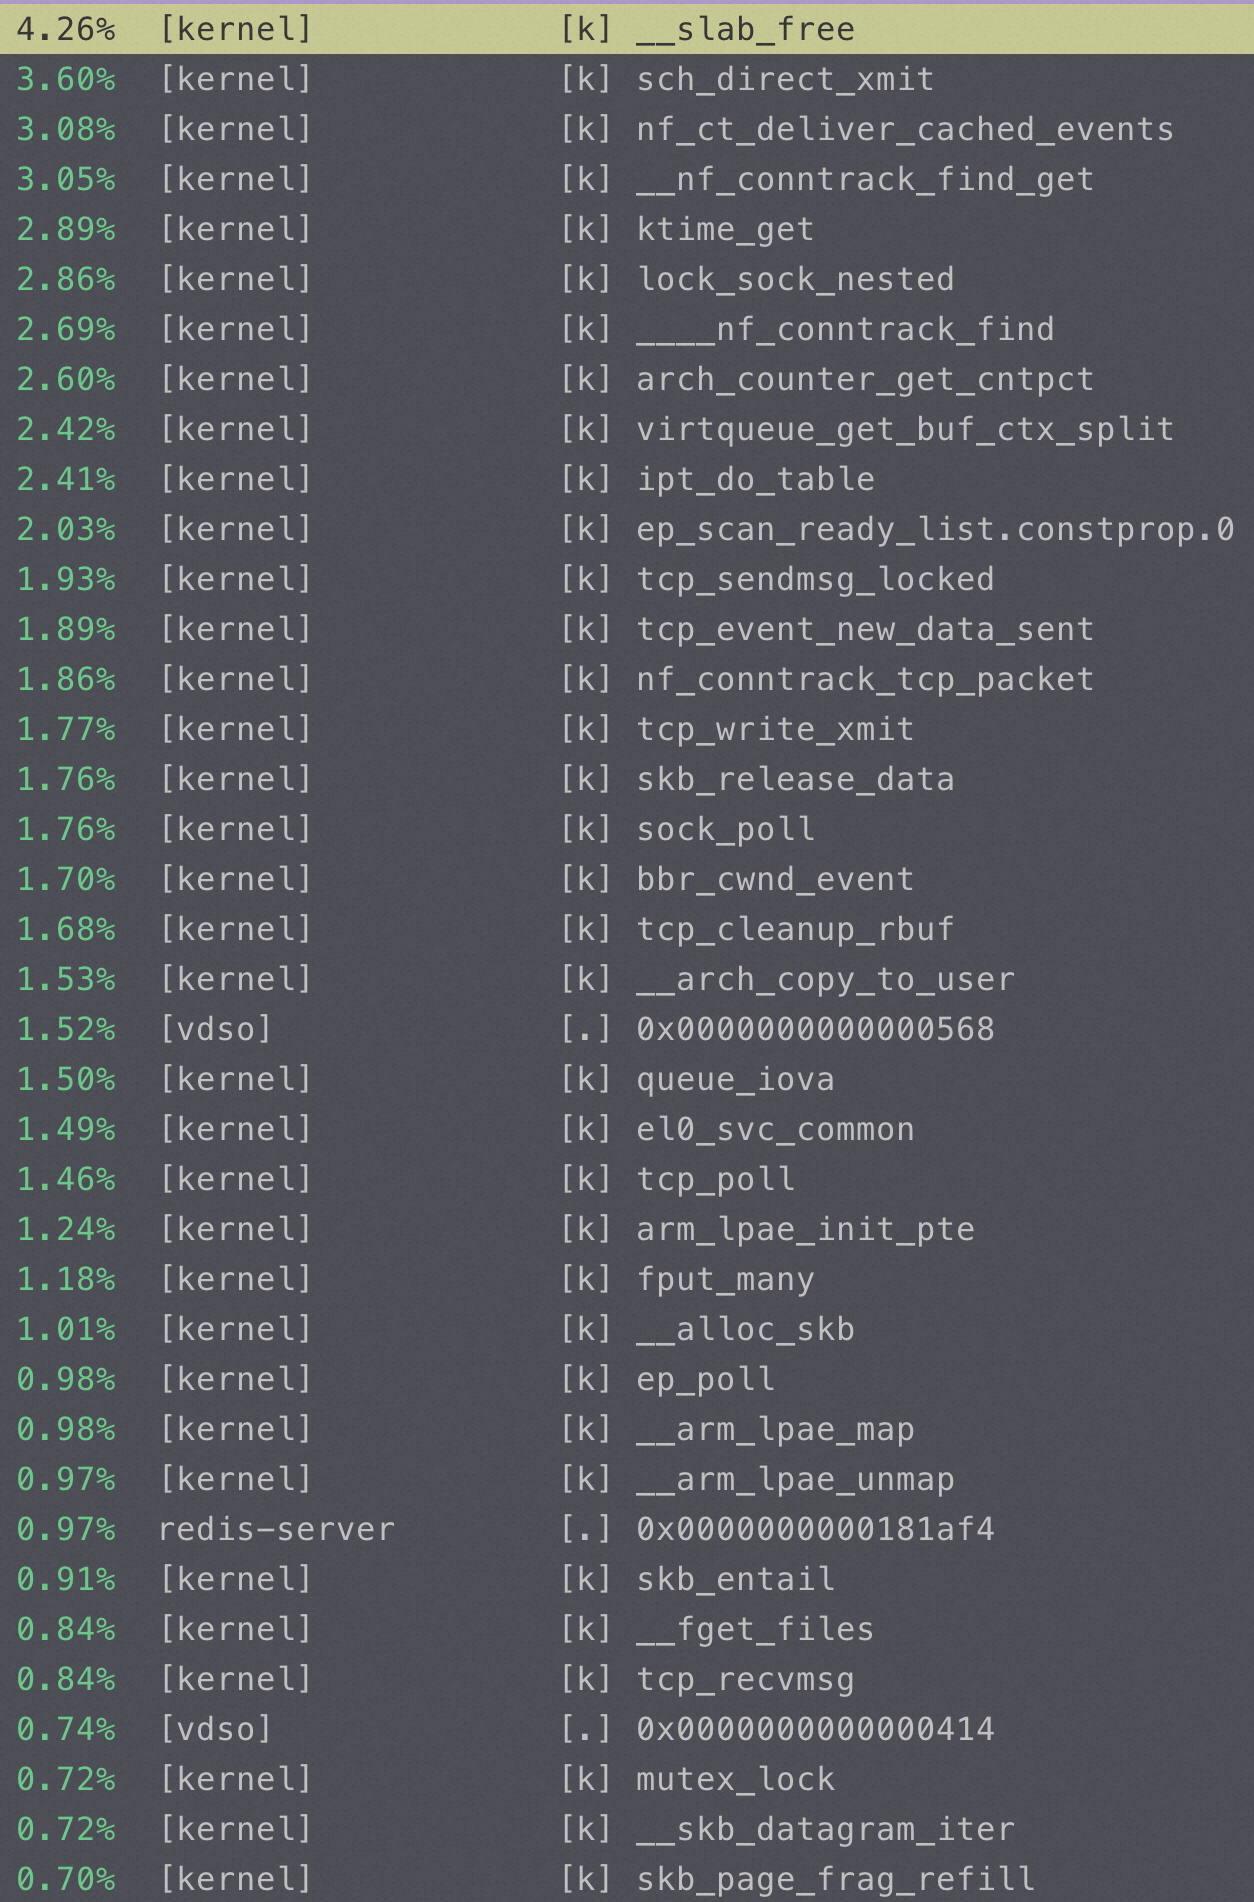 4.26% [kernel] [k] __slab_free
3.60% [kernel] [k] sch_direct_xmit
3.08% [kernel] [k] nf_ct_deliver_cached_events
3.05% [kernel] [k] __nf_conntrack_find_get
2.89% [kernel] [k] ktime_get
2.86% [kernel] [k] lock_sock_nested
2.69% [kernel] [k] ____nf_conntrack_find
2.60% [kernel] [k] arch_counter_get_cntpct
2.42% [kernel] [k] virtqueue_get_buf_ctx_split
2.41% [kernel] [k] ipt_do_table
2.03% [kernel] [k] ep_scan_ready_list.constprop.0
1.93% [kernel] [k] tcp_sendmsg_locked
1.89% [kernel] [k] tcp_event_new_data_sent
1.86% [kernel] [k] nf_conntrack_tcp_packet
1.77% [kernel] [k] tcp_write_xmit
1.76% [kernel] [k] skb_release_data
1.76% [kernel] [k] sock_poll
1.70% [kernel] [k] bbr_cwnd_event
1.68% [kernel] [k] tcp_cleanup_rbuf
1.53% [kernel] [k] __arch_copy_to_user
1.52% [vdso] [.] 0x0000000000000568
1.50% [kernel] [k] queue_iova
1.49% [kernel] [k] el0_svc_common
1.46% [kernel] [k] tcp_poll
1.24% [kernel] [k] arm_lpae_init_pte
1.18% [kernel] [k] fput_many
1.01% [kernel] [k] __alloc_skb
0.98% [kernel] [k] ep_poll
0.98% [kernel] [k] __arm_lpae_map
0.97% [kernel] [k] __arm_lpae_unmap
0.97% redis-server [.] 0x0000000000181af4
0.91% [kernel] [k] skb_entail
0.84% [kernel] [k] __fget_files
0.84% [kernel] [k] tcp_recvmsg
0.74% [vdso] [.] 0x0000000000000414
0.72% [kernel] [k] mutex_lock
0.72% [kernel] [k] __skb_datagram_iter
0.70% [kernel] [k] skb_page_frag_refill